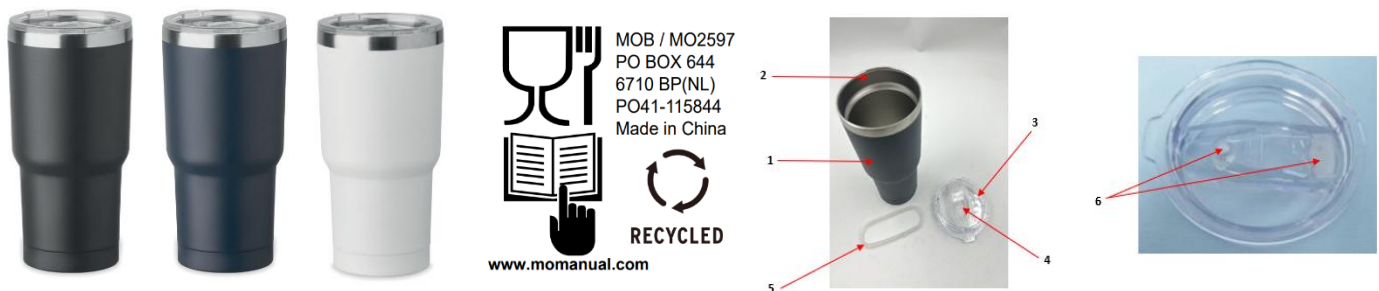 MOB / MO2597
PO BOX 644
6710 BP(NL)
PO41-115844
Made in China
RECYCLED
www.momanual.com
2
1
3
4
5
6